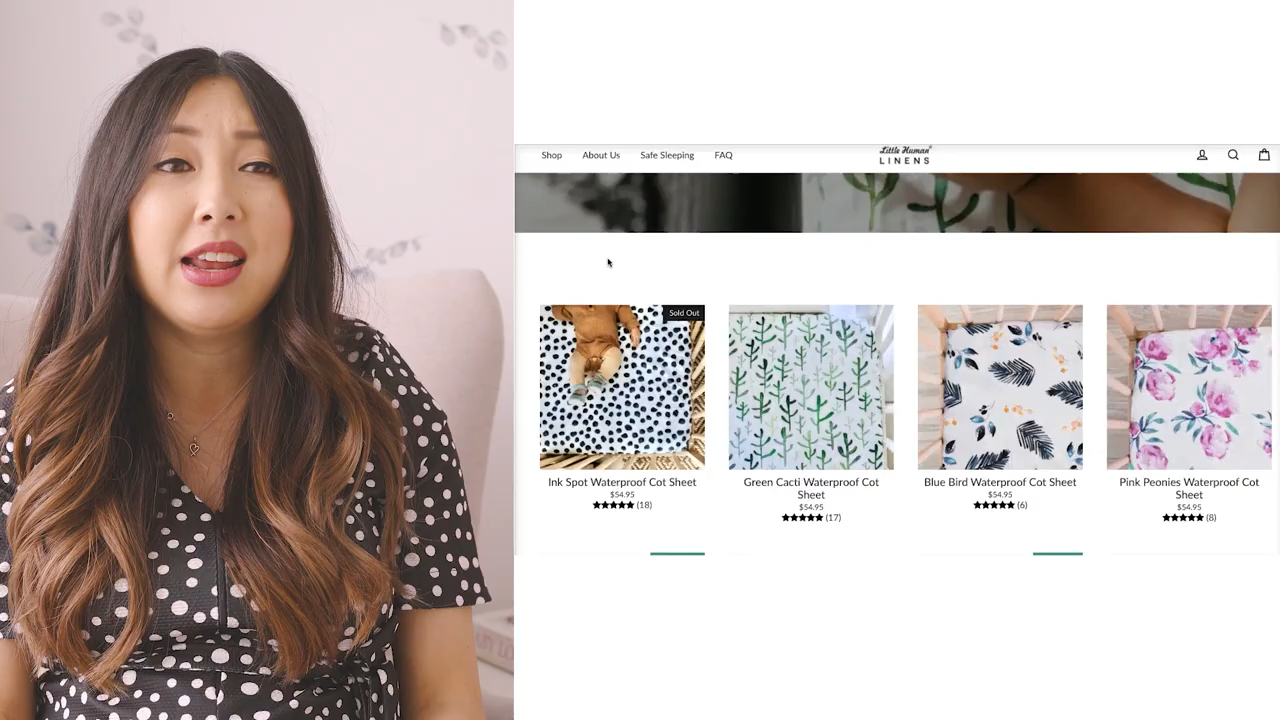 Shop
About Us
Safe Sleeping
FAQ
Little Human®
LINENS
Sold Out
Ink Spot Waterproof Cot Sheet
$54.95
(18)
Green Cacti Waterproof Cot
Sheet
$54.95
(17)
Blue Bird Waterproof Cot Sheet
$54.95
(6)
Pink Peonies Waterproof Cot
Sheet
$54.95
(8)